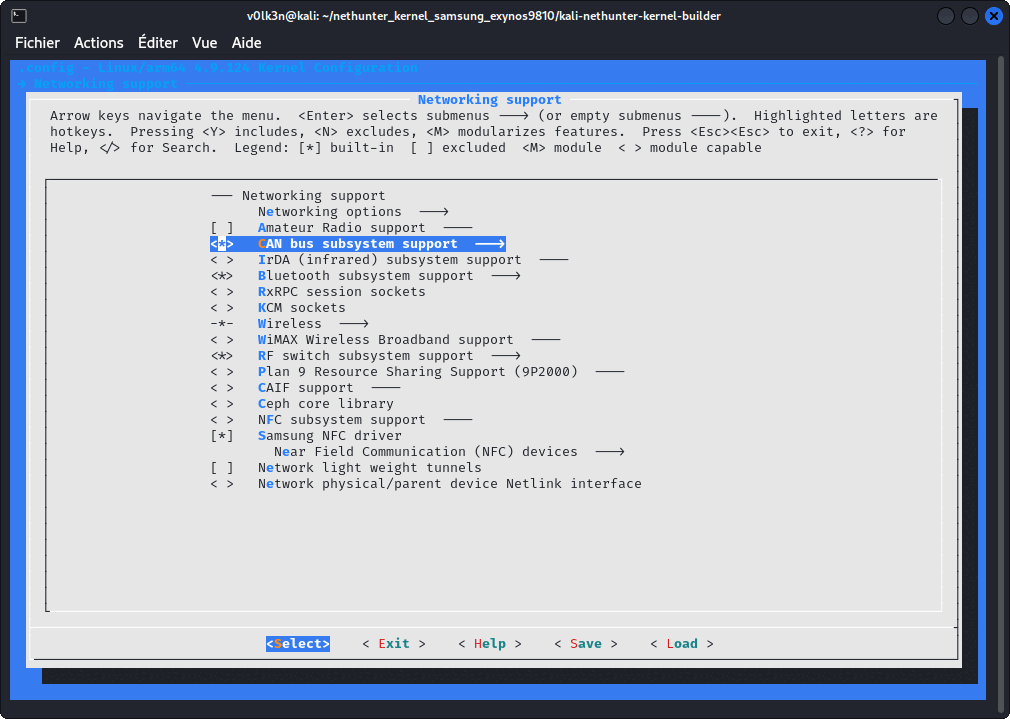 v0lk3n@kali: ~/nethunter_kernel_samsung_exynos9810/kali-nethunter-kernel-builder
Fichier Actions Éditer Vue Aide
.config - Linux/arm64 4.9.124 Kernel Configuration
→ Networking support
Networking support
Arrow keys navigate the menu. <Enter> selects submenus ---> (or empty submenus ----). Highlighted letters are
hotkeys. Pressing <Y> includes, <N> excludes, <M> modularizes features. Press <Esc><Esc> to exit, <?> for
Help, </> for Search. Legend: [*] built-in [ ] excluded <M> module < > module capable
--- Networking support
Networking options --->
[ ] Amateur Radio support ----
<*> CAN bus subsystem support --->
< > IrDA (infrared) subsystem support ----
<*> Bluetooth subsystem support --->
< > RxRPC session sockets
< > KCM sockets
-*- Wireless --->
< > WiMAX Wireless Broadband support ----
<*> RF switch subsystem support --->
< > Plan 9 Resource Sharing Support (9P2000) ----
< > CAIF support ----
< > Ceph core library
< > NFC subsystem support ----
[*] Samsung NFC driver
Near Field Communication (NFC) devices --->
[ ] Network light weight tunnels
< > Network physical/parent device Netlink interface
<Select> < Exit > < Help > < Save > < Load >